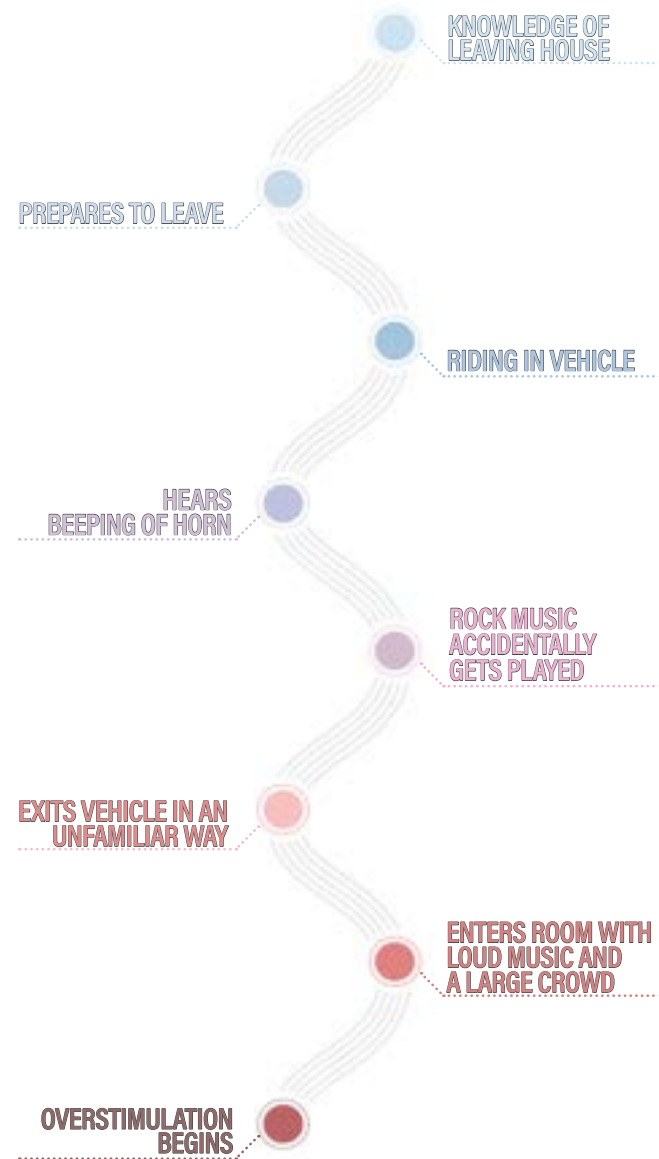 KNOWLEDGE OF
LEAVING HOUSE
PREPARES TO LEAVE
RIDING IN VEHICLE
HEARS
BEEPING OF HORN
ROCK MUSIC
ACCIDENTALLY
GETS PLAYED
EXITS VEHICLE IN AN
UNFAMILIAR WAY
ENTERS ROOM WITH
LOUD MUSIC AND
A LARGE CROWD
OVERSTIMULATION
BEGINS